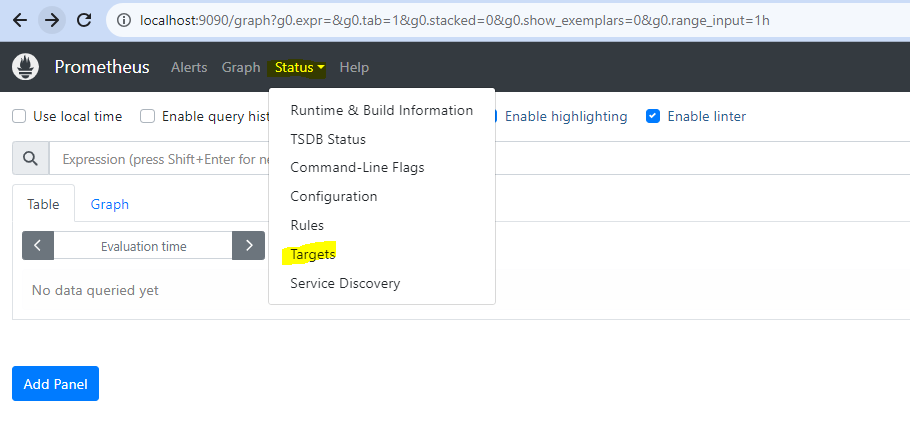 localhost:9090/graph?g0.expr=&g0.tab=1&g0.stacked=0&g0.show_exemplars=0&g0.range_input=1h
Prometheus Alerts Graph Status Help
Use local time Enable query hist Enable highlighting Enable linter
Expression (press Shift+Enter for ne
Runtime & Build Information
TSDB Status
Command-Line Flags
Configuration
Rules
Targets
Service Discovery
Table Graph
Evaluation time
No data queried yet
Add Panel